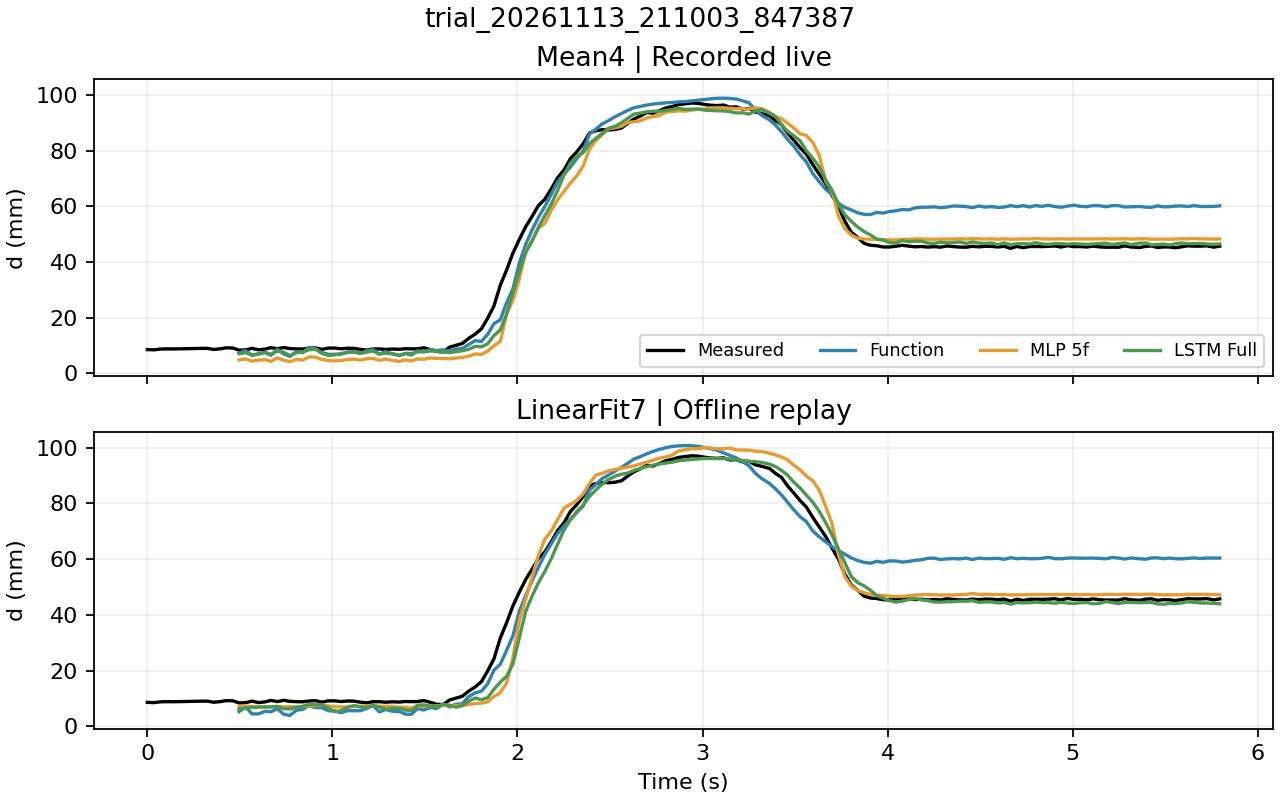 trial_20261113_211003_847387
Mean4 | Recorded live
100
80
60
40
20
0
d (mm)
Measured Function MLP 5f LSTM Full
LinearFit7 | Offline replay
100
80
60
40
20
0
d (mm)
0 1 2 3 4 5 6
Time (s)